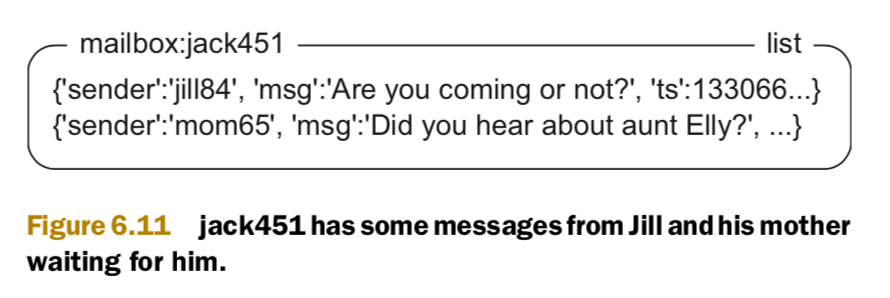 mailbox:jack451 list
{'sender':'jill84', 'msg':'Are you coming or not?', 'ts':133066...}
{'sender':'mom65', 'msg':'Did you hear about aunt Elly?', ...}
Figure 6.11 jack451 has some messages from Jill and his mother
waiting for him.